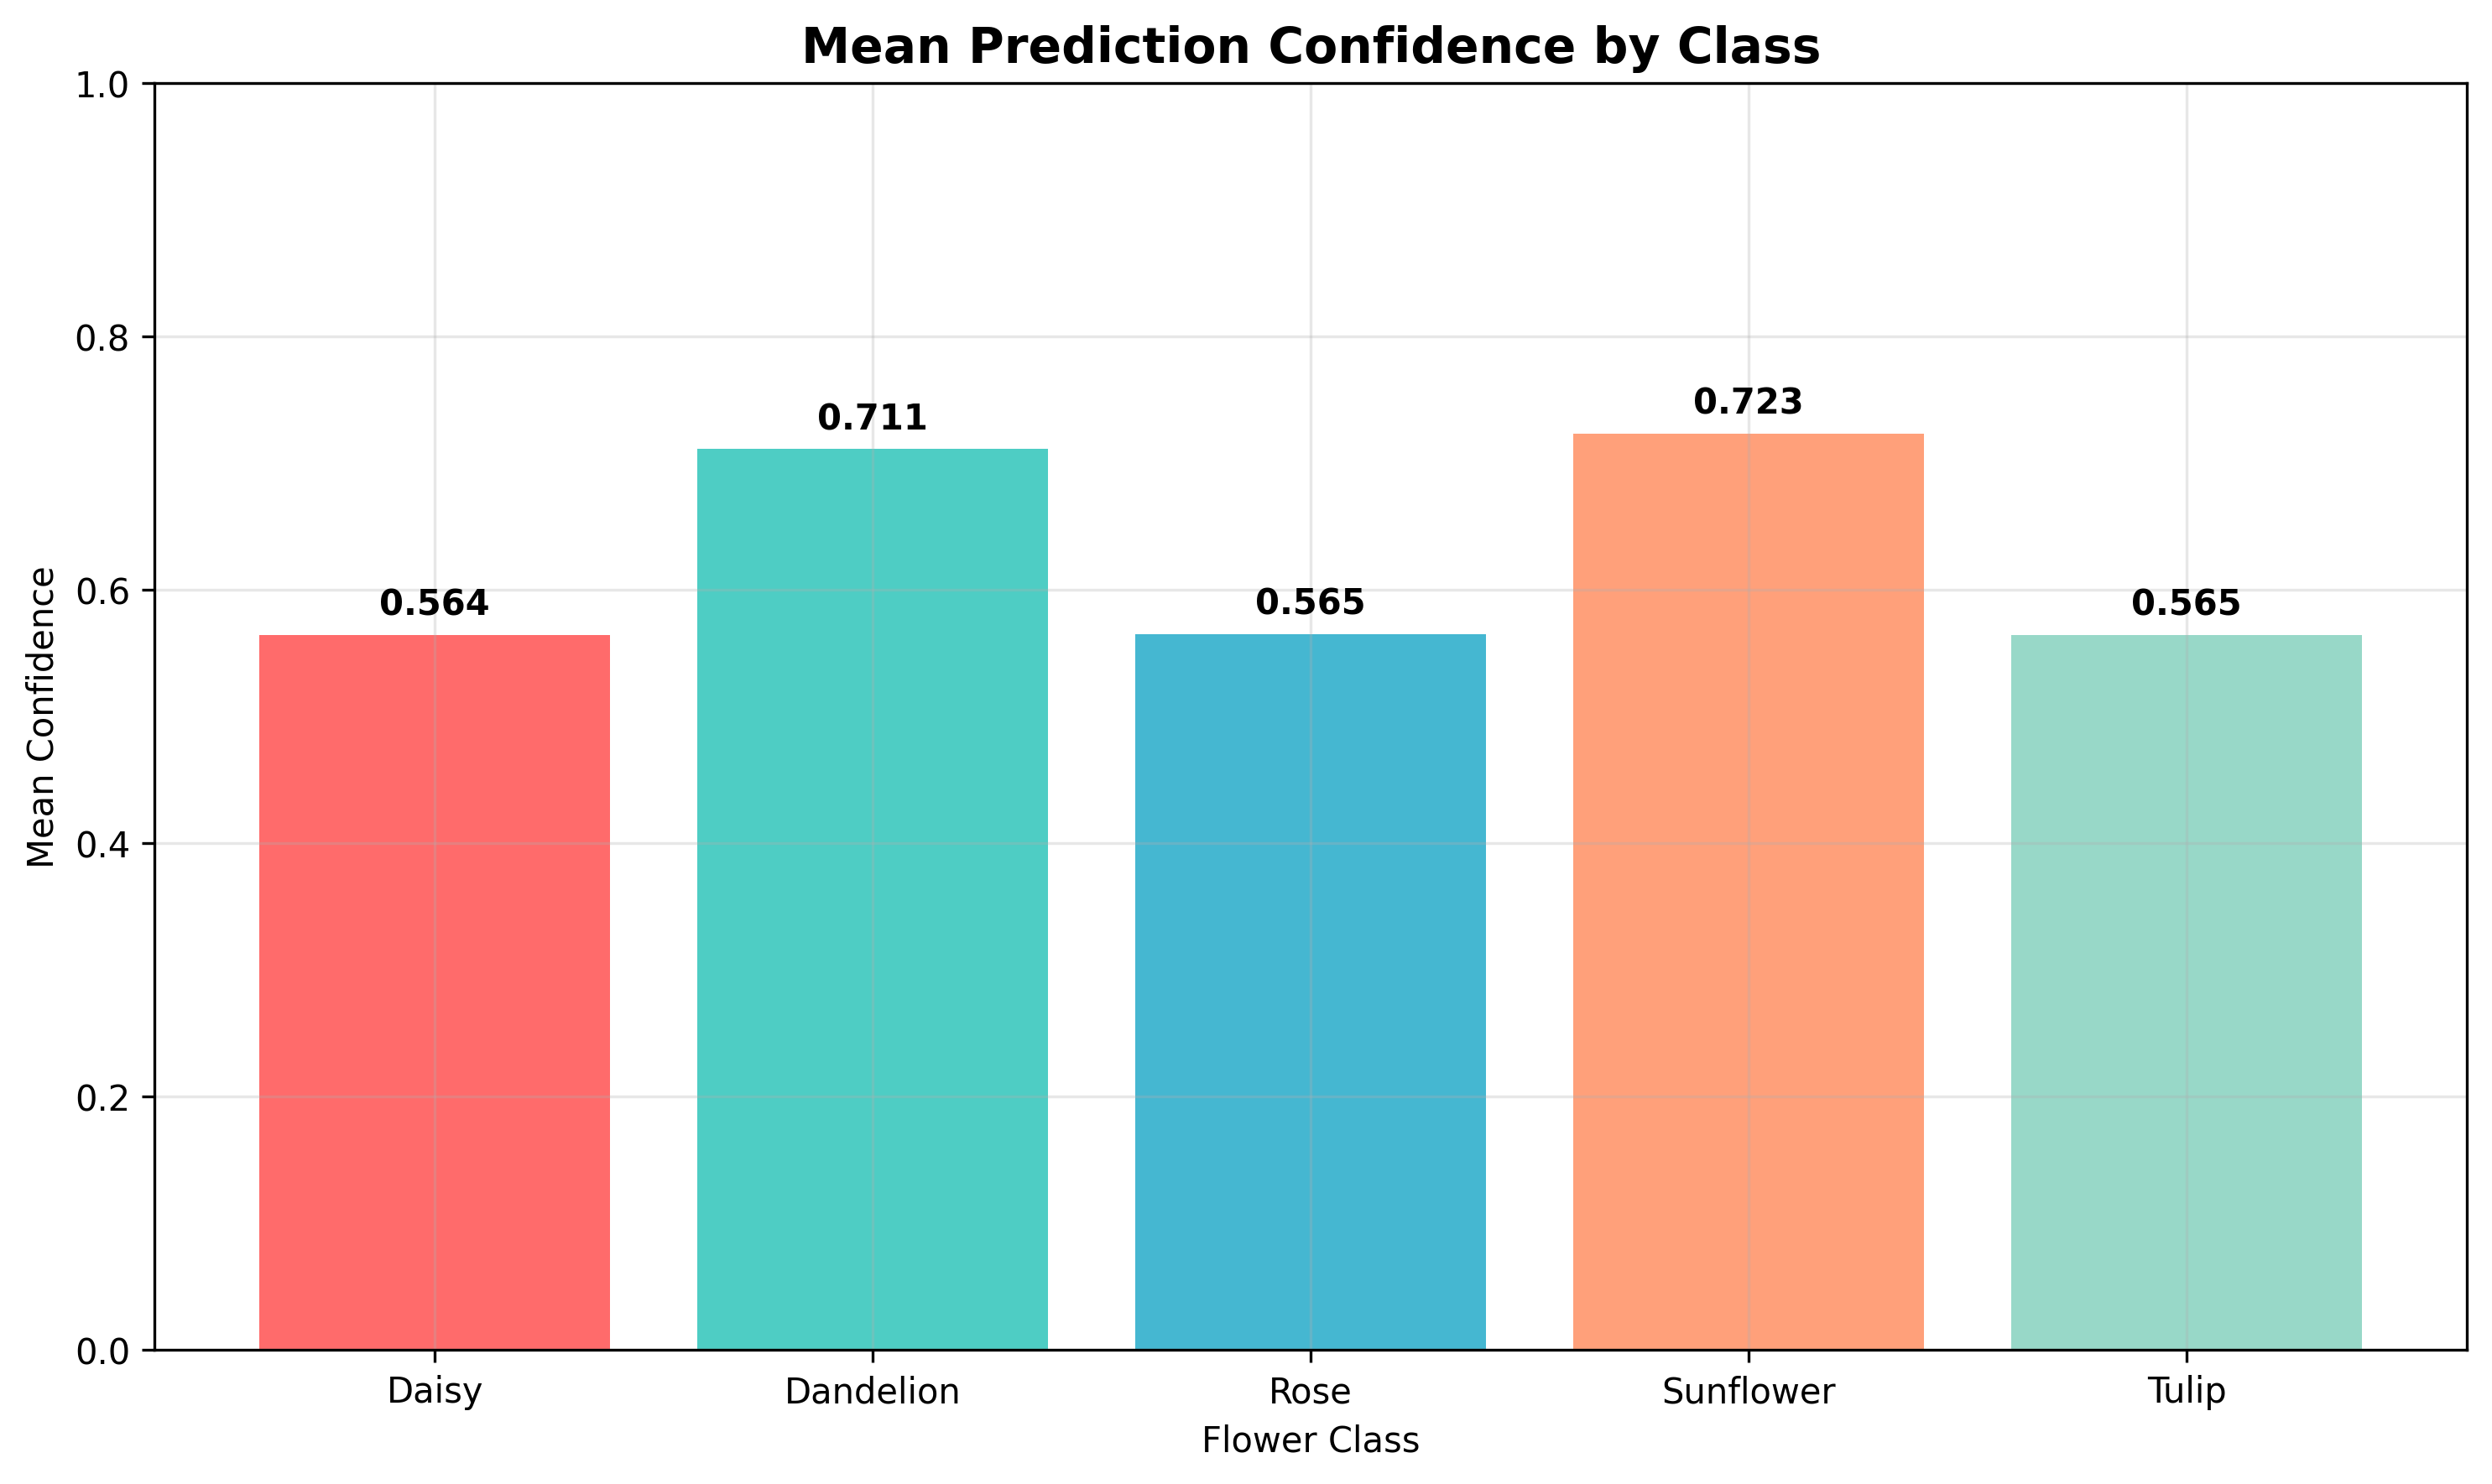 Mean Prediction Confidence by Class
1.0
0.8
0.6
0.4
0.2
0.0
Mean Confidence
0.564
0.711
0.565
0.723
0.565
Daisy
Dandelion
Rose
Sunflower
Tulip
Flower Class